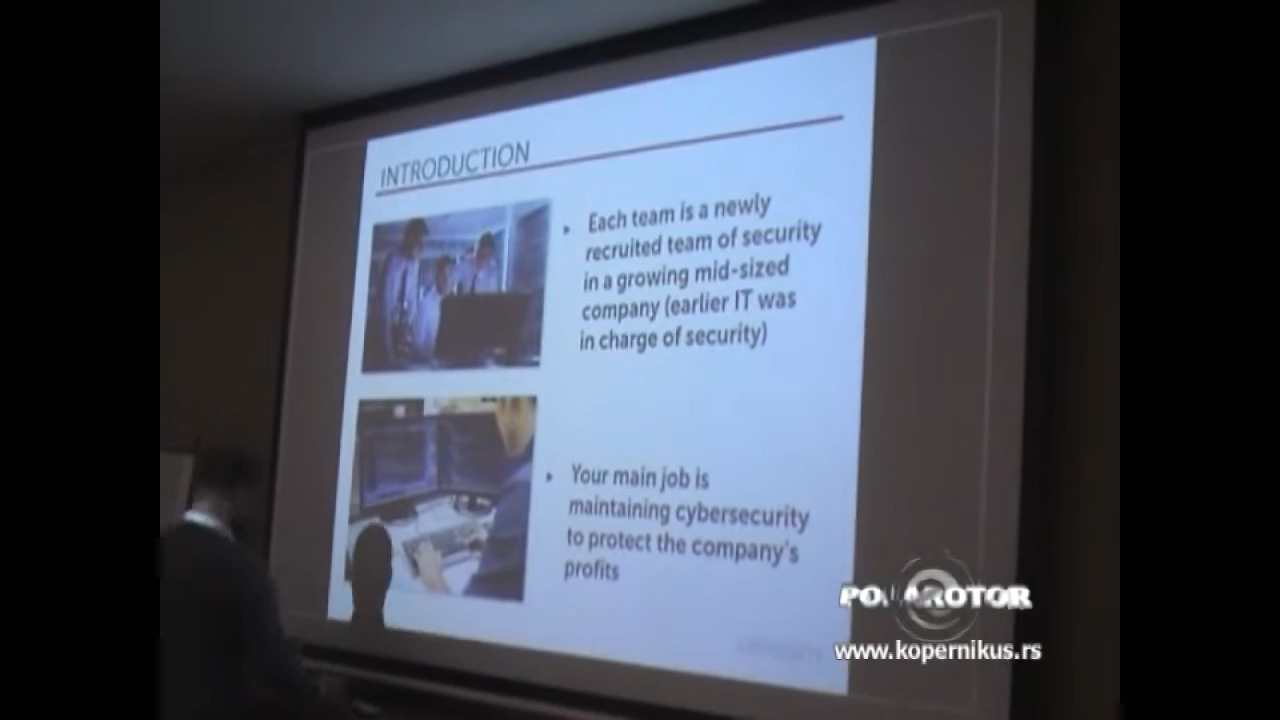 INTRODUCTION
Each team is a newly
recruited team of security
in a growing mid-sized
company (earlier IT was
in charge of security)
Your main job is
maintaining cybersecurity
to protect the company's
profits
www.kopernikus.rs